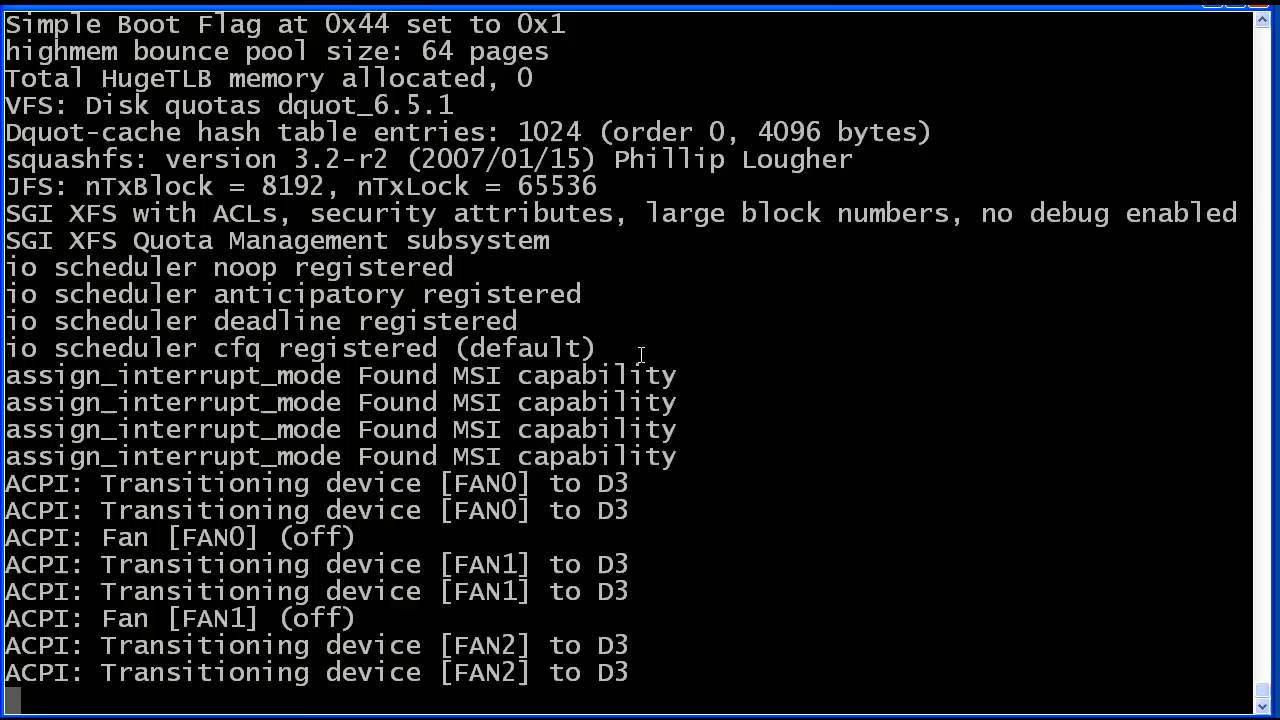 Simple Boot Flag at 0x44 set to 0x1
highmem bounce pool size: 64 pages
Total HugeTLB memory allocated, 0
VFS: Disk quotas dquot_6.5.1
Dquot-cache hash table entries: 1024 (order 0, 4096 bytes)
squashfs: version 3.2-r2 (2007/01/15) Phillip Lougher
JFS: nTxBlock = 8192, nTxLock = 65536
SGI XFS with ACLs, security attributes, large block numbers, no debug enabled
SGI XFS Quota Management subsystem
io scheduler noop registered
io scheduler anticipatory registered
io scheduler deadline registered
io scheduler cfq registered (default)
assign_interrupt_mode Found MSI capability
assign_interrupt_mode Found MSI capability
assign_interrupt_mode Found MSI capability
assign_interrupt_mode Found MSI capability
ACPI: Transitioning device [FAN0] to D3
ACPI: Transitioning device [FAN0] to D3
ACPI: Fan [FAN0] (off)
ACPI: Transitioning device [FAN1] to D3
ACPI: Transitioning device [FAN1] to D3
ACPI: Fan [FAN1] (off)
ACPI: Transitioning device [FAN2] to D3
ACPI: Transitioning device [FAN2] to D3